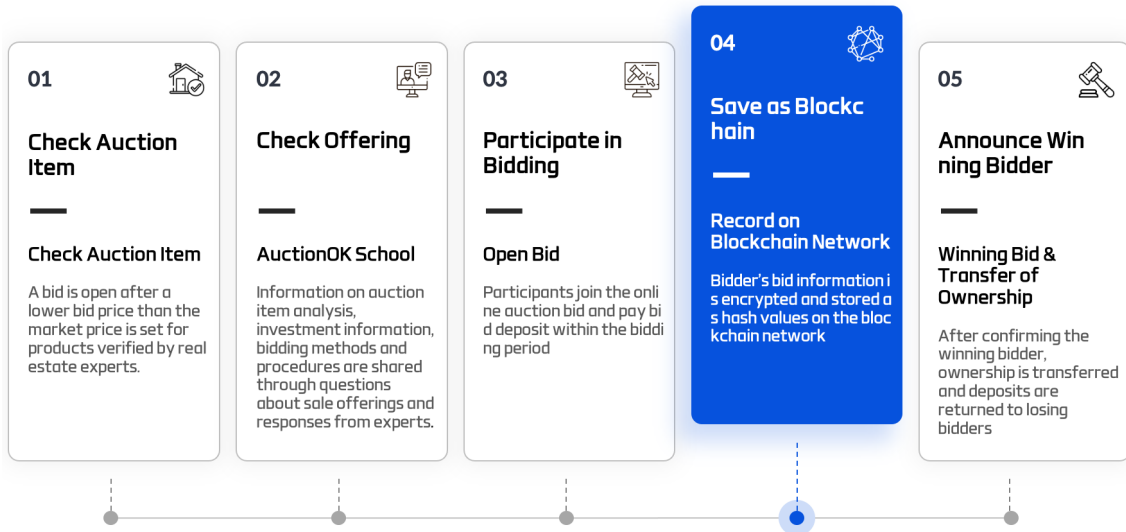 01
Check Auction
Item
Check Auction Item
A bid is open after a
lower bid price than the
market price is set for
products verified by real
estate experts.
02
Check Offering
AuctionOK School
Information on auction
item analysis,
investment information,
bidding methods and
procedures are shared
through questions
about sale offerings and
responses from experts.
03
Participate in
Bidding
Open Bid
Participants join the onli
ne auction bid and pay bi
d deposit within the biddi
ng period
04
Save as Blockc
hain
Record on
Blockchain Network
Bidder's bid information i
s encrypted and stored a
s hash values on the bloc
kchain network
05
Announce Win
ning Bidder
Winning Bid &
Transfer of
Ownership
After confirming the
winning bidder,
ownership is transferred
and deposits are
returned to losing
bidders